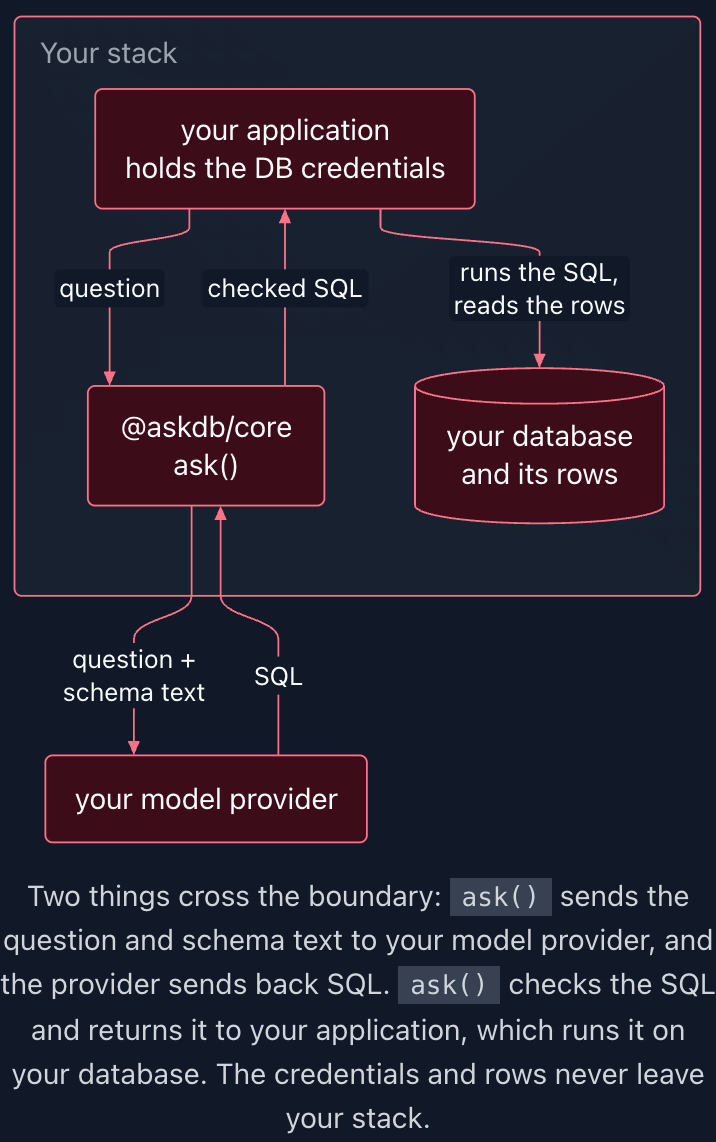 Your stack
your application
holds the DB credentials
question
checked SQL
runs the SQL,
reads the rows
@askdb/core
ask()
your database
and its rows
question +
schema text
SQL
your model provider
Two things cross the boundary: ask() sends the
question and schema text to your model provider, and
the provider sends back SQL. ask() checks the SQL
and returns it to your application, which runs it on
your database. The credentials and rows never leave
your stack.